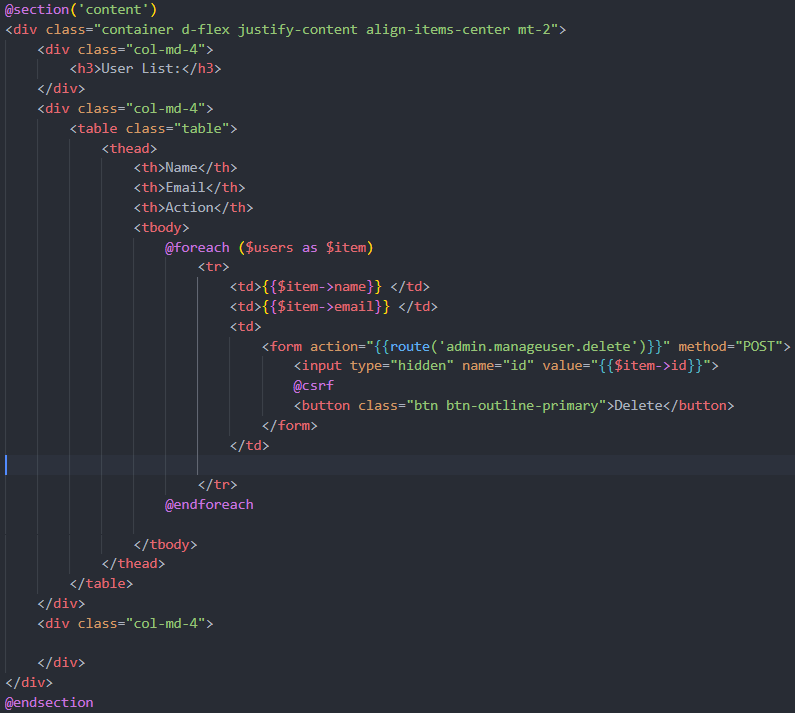 @section('content')
<div class="container d-flex justify-content align-items-center mt-2">
    <div class="col-md-4">
        <h3>User List:</h3>
    </div>
    <div class="col-md-4">
        <table class="table">
            <thead>
                <th>Name</th>
                <th>Email</th>
                <th>Action</th>
                <tbody>
                    @foreach ($users as $item)
                        <tr>
                            <td>{{$item->name}} </td>
                            <td>{{$item->email}} </td>
                            <td>
                                <form action="{{route('admin.manageuser.delete')}}" method="POST">
                                    <input type="hidden" name="id" value="{{$item->id}}">
                                    @csrf
                                    <button class="btn btn-outline-primary">Delete</button>
                                </form>
                            </td>
                        </tr>
                    @endforeach
                </tbody>
            </thead>
        </table>
    </div>
    <div class="col-md-4">
    </div>
</div>
@endsection